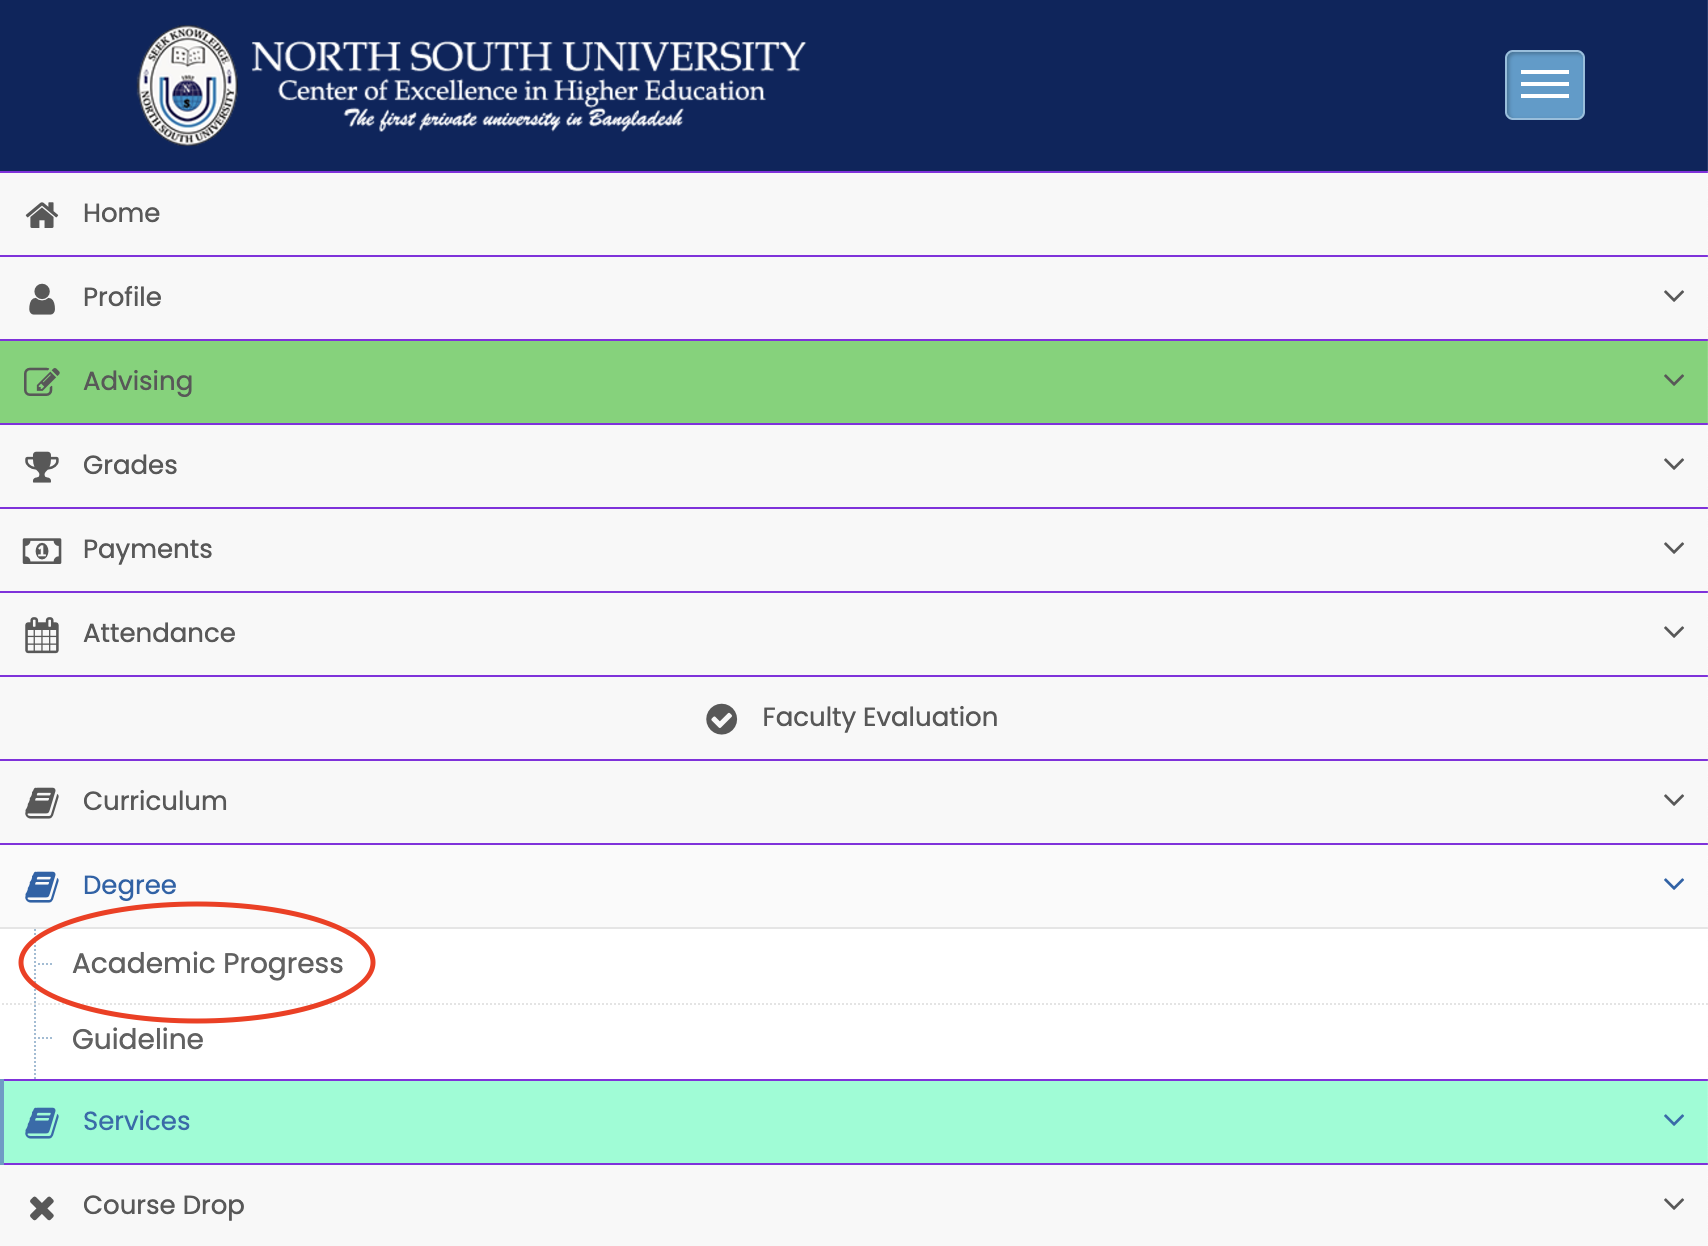 SEEK KNOWLEDGE
NORTH SOUTH UNIVERSITY
NORTH SOUTH UNIVERSITY
Center of Excellence in Higher Education
The first private university in Bangladesh
Home
Profile
Advising
Grades
Payments
Attendance
Faculty Evaluation
Curriculum
Degree
Academic Progress
Guideline
Services
Course Drop